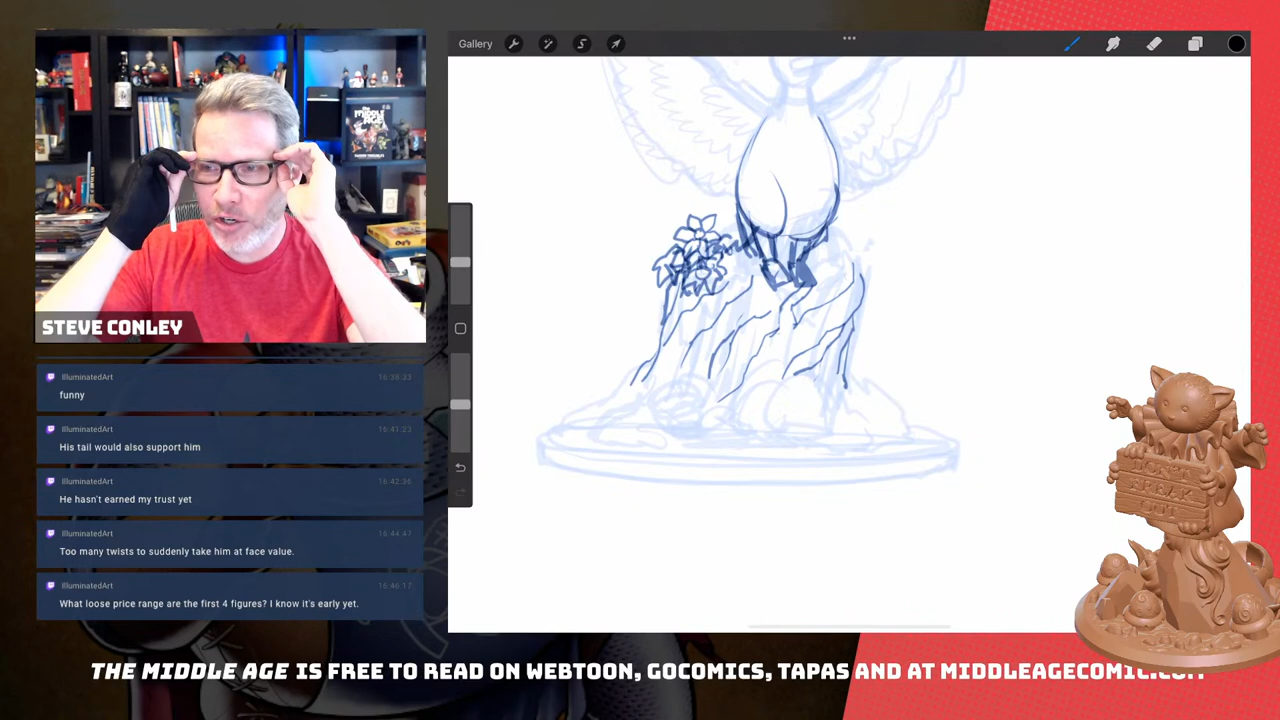 Gallery
THE MIDDLE AGE
STEVE CONLEY
IlluminatedArt 16:38:33
funny
IlluminatedArt 16:41:23
His tail would also support him
IlluminatedArt 16:42:36
He hasn't earned my trust yet
IlluminatedArt 16:44:47
Too many twists to suddenly take him at face value.
IlluminatedArt 16:46:17
What loose price range are the first 4 figures? I know it's early yet.
DON'T
FREAK
OUT
THE MIDDLE AGE IS FREE TO READ ON WEBTOON, GOCOMICS, TAPAS AND AT MIDDLEAGECOMIC.COM